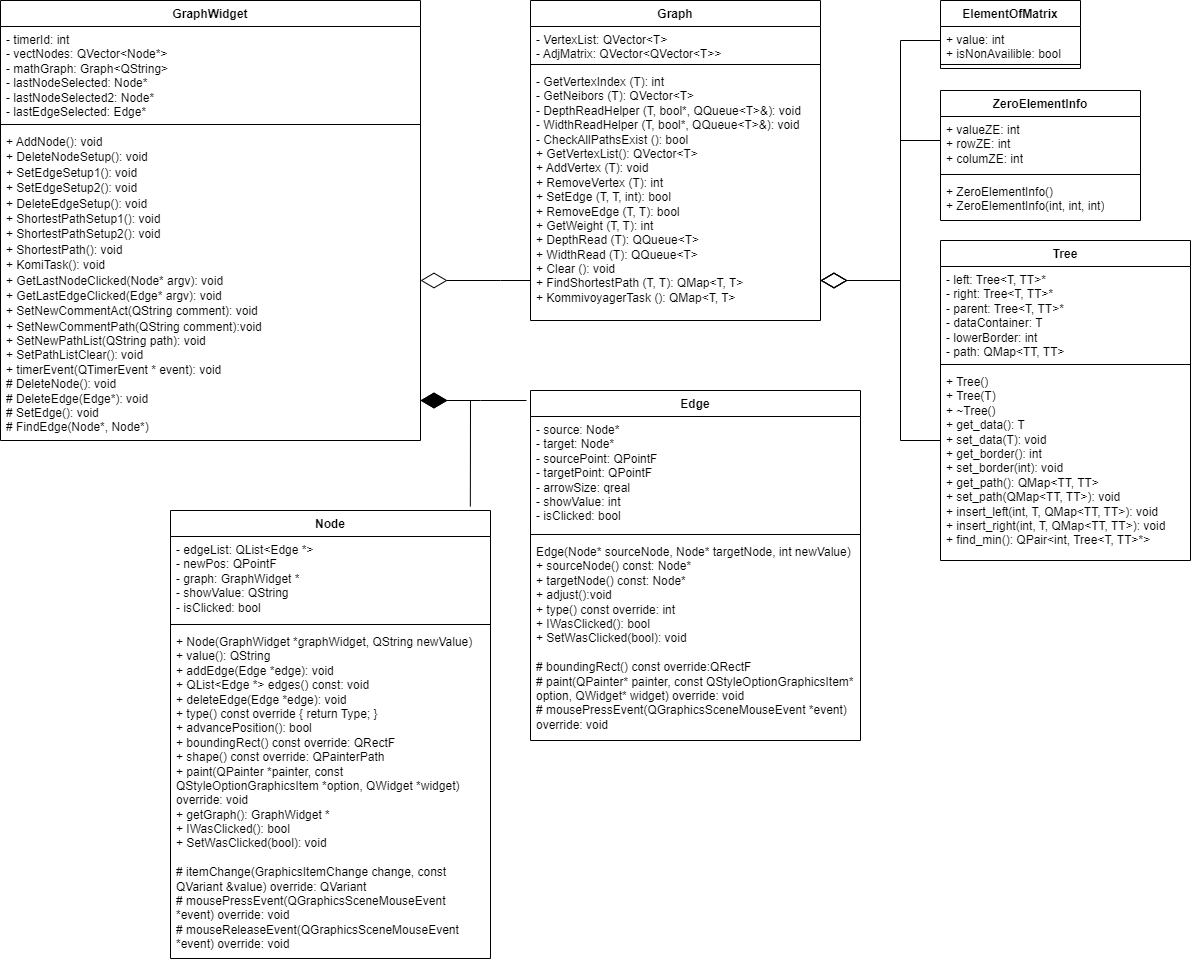 GraphWidget
- timerId: int
- vectNodes: QVector<Node*>
- mathGraph: Graph<QString>
- lastNodeSelected: Node*
- lastNodeSelected2: Node*
- lastEdgeSelected: Edge*
+ AddNode(): void
+ DeleteNodeSetup(): void
+ SetEdgeSetup1(): void
+ SetEdgeSetup2(): void
+ DeleteEdgeSetup(): void
+ ShortestPathSetup1(): void
+ ShortestPathSetup2(): void
+ ShortestPath(): void
+ KomiTask(): void
+ GetLastNodeClicked(Node* argv): void
+ GetLastEdgeClicked(Edge* argv): void
+ SetNewCommentAct(QString comment): void
+ SetNewCommentPath(QString comment):void
+ SetNewPathList(QString path): void
+ SetPathListClear(): void
+ timerEvent(QTimerEvent * event): void
# DeleteNode(): void
# DeleteEdge(Edge*): void
# SetEdge(): void
# FindEdge(Node*, Node*)
Graph
- VertexList: QVector<T>
- AdjMatrix: QVector<QVector<T>>
- GetVertexIndex (T): int
- GetNeibors (T): QVector<T>
- DepthReadHelper (T, bool*, QQueue<T>&): void
- WidthReadHelper (T, bool*, QQueue<T>&): void
- CheckAllPathsExist (): bool
+ GetVertexList(): QVector<T>
+ AddVertex (T): void
+ RemoveVertex (T): int
+ SetEdge (T, T, int): bool
+ RemoveEdge (T, T): bool
+ GetWeight (T, T): int
+ DepthRead (T): QQueue<T>
+ WidthRead (T): QQueue<T>
+ Clear (): void
+ FindShortestPath (T, T): QMap<T, T>
+ KommivoyagerTask (): QMap<T, T>
ElementOfMatrix
+ value: int
+ isNonAvailible: bool
ZeroElementInfo
+ valueZE: int
+ rowZE: int
+ columZE: int
+ ZeroElementInfo()
+ ZeroElementInfo(int, int, int)
Tree
- left: Tree<T, TT>*
- right: Tree<T, TT>*
- parent: Tree<T, TT>*
- dataContainer: T
- lowerBorder: int
- path: QMap<TT, TT>
+ Tree()
+ Tree(T)
+ ~Tree()
+ get_data(): T
+ set_data(T): void
+ get_border(): int
+ set_border(int): void
+ get_path(): QMap<TT, TT>
+ set_path(QMap<TT, TT>): void
+ insert_left(int, T, QMap<TT, TT>): void
+ insert_right(int, T, QMap<TT, TT>): void
+ find_min(): QPair<int, Tree<T, TT>*>
Edge
- source: Node*
- target: Node*
- sourcePoint: QPointF
- targetPoint: QPointF
- arrowSize: qreal
- showValue: int
- isClicked: bool
Edge(Node* sourceNode, Node* targetNode, int newValue)
+ sourceNode() const: Node*
+ targetNode() const: Node*
+ adjust():void
+ type() const override: int
+ IWasClicked(): bool
+ SetWasClicked(bool): void
# boundingRect() const override:QRectF
# paint(QPainter* painter, const QStyleOptionGraphicsItem*
option, QWidget* widget) override: void
# mousePressEvent(QGraphicsSceneMouseEvent *event)
override: void
Node
- edgeList: QList<Edge *>
- newPos: QPointF
- graph: GraphWidget *
- showValue: QString
- isClicked: bool
+ Node(GraphWidget *graphWidget, QString newValue)
+ value(): QString
+ addEdge(Edge *edge): void
+ QList<Edge *> edges() const: void
+ deleteEdge(Edge *edge): void
+ type() const override { return Type; }
+ advancePosition(): bool
+ boundingRect() const override: QRectF
+ shape() const override: QPainterPath
+ paint(QPainter *painter, const
QStyleOptionGraphicsItem *option, QWidget *widget)
override: void
+ getGraph(): GraphWidget *
+ IWasClicked(): bool
+ SetWasClicked(bool): void
# itemChange(GraphicsItemChange change, const
QVariant &value) override: QVariant
# mousePressEvent(QGraphicsSceneMouseEvent
*event) override: void
# mouseReleaseEvent(QGraphicsSceneMouseEvent
*event) override: void